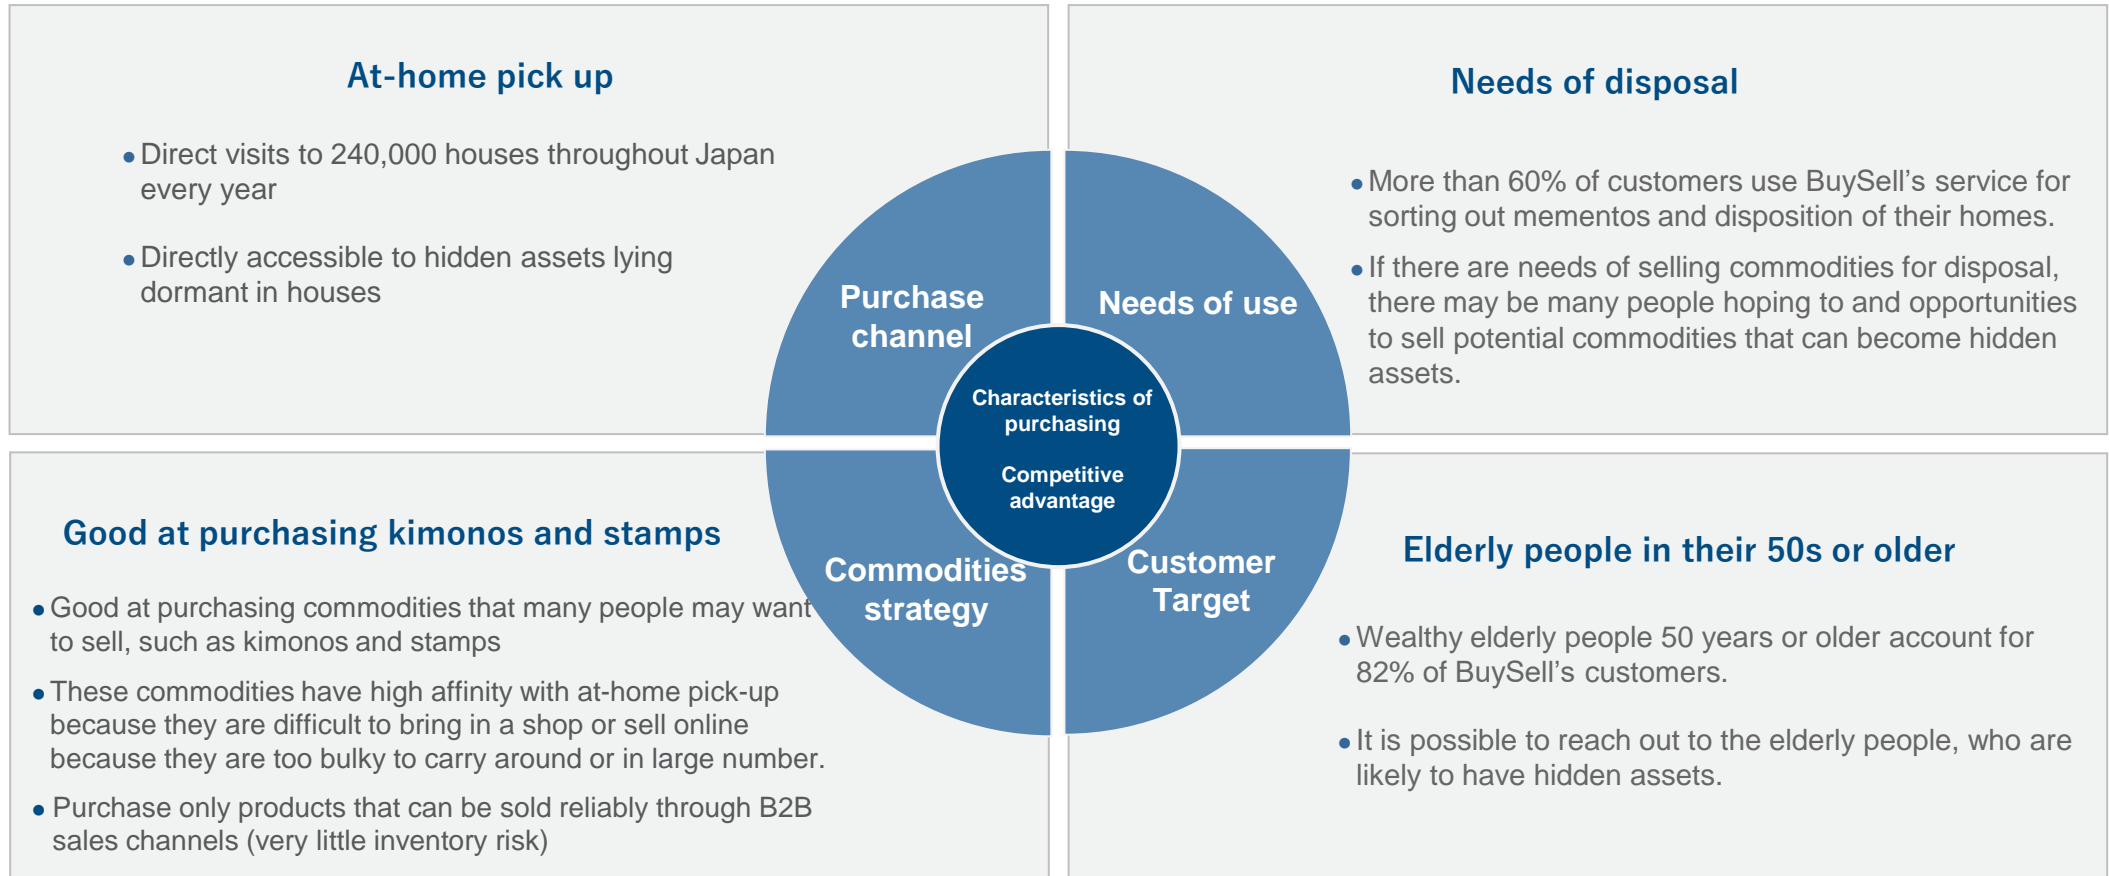 At-home pick up
● Direct visits to 240,000 houses throughout Japan
every year
● Directly accessible to hidden assets lying
dormant in houses
Needs of disposal
● More than 60% of customers use BuySell’s service for
sorting out mementos and disposition of their homes.
● If there are needs of selling commodities for disposal,
there may be many people hoping to and opportunities
to sell potential commodities that can become hidden
assets.
Purchase
channel
Needs of use
Characteristics of
purchasing
Competitive
advantage
Commodities
strategy
Customer
Target
Good at purchasing kimonos and stamps
● Good at purchasing commodities that many people may want
to sell, such as kimonos and stamps
● These commodities have high affinity with at-home pick-up
because they are difficult to bring in a shop or sell online
because they are too bulky to carry around or in large number.
● Purchase only products that can be sold reliably through B2B
sales channels (very little inventory risk)
Elderly people in their 50s or older
● Wealthy elderly people 50 years or older account for
82% of BuySell’s customers.
● It is possible to reach out to the elderly people, who are
likely to have hidden assets.